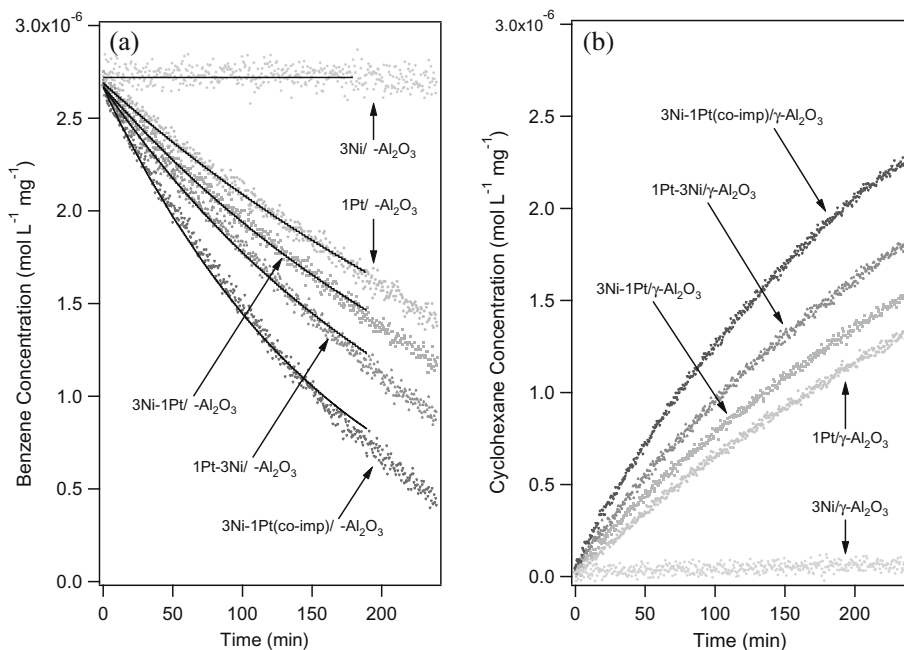 3.0x10⁻⁶
(a)
2.5
2.0
1.5
1.0
0.5
0.0
Benzene Concentration (mol L⁻¹ mg⁻¹)
3Ni/ -Al₂O₃
1Pt/ -Al₂O₃
3Ni-1Pt/ -Al₂O₃
1Pt-3Ni/ -Al₂O₃
3Ni-1Pt(co-imp)/ -Al₂O₃
0 50 100 150 200
Time (min)
3.0x10⁻⁶
(b)
2.5
2.0
1.5
1.0
0.5
0.0
Cyclohexane Concentration (mol L⁻¹ mg⁻¹)
3Ni-1Pt(co-imp)/γ-Al₂O₃
1Pt-3Ni/γ-Al₂O₃
3Ni-1Pt/γ-Al₂O₃
1Pt/γ-Al₂O₃
3Ni/γ-Al₂O₃
0 50 100 150 200
Time (min)